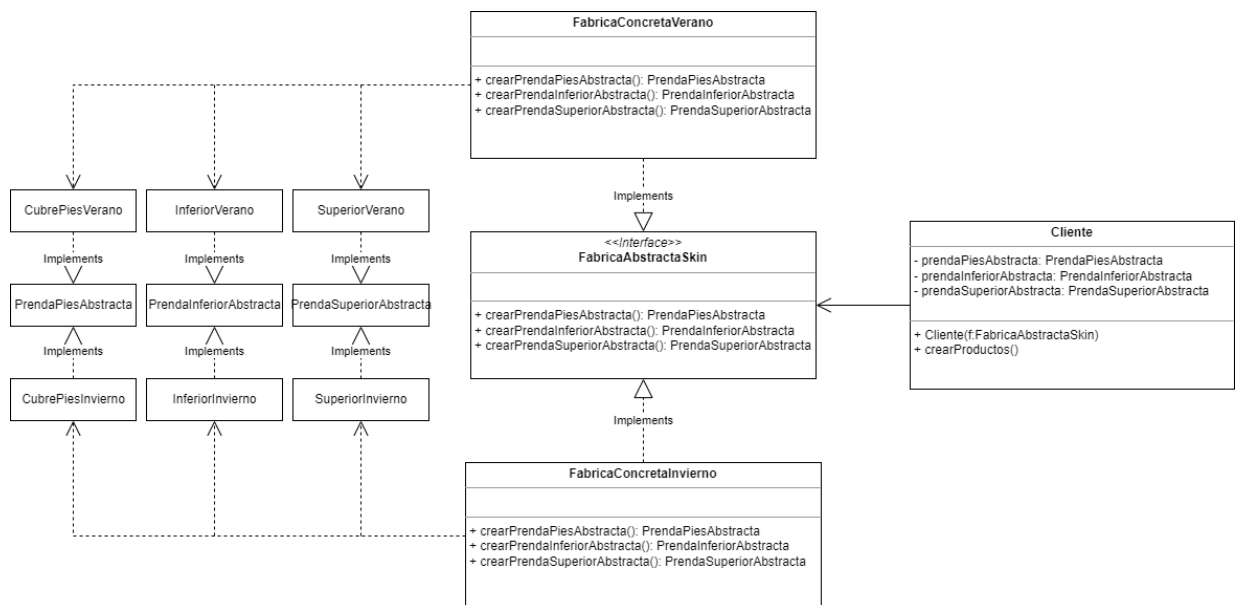 FabricaConcretaVerano
+ crearPrendaPiesAbstracta(): PrendaPiesAbstracta
+ crearPrendaInferiorAbstracta(): PrendaInferiorAbstracta
+ crearPrendaSuperiorAbstracta(): PrendaSuperiorAbstracta
Implements
CubrePiesVerano
InferiorVerano
SuperiorVerano
Implements
Implements
Implements
PrendaPiesAbstracta
PrendaInferiorAbstracta
PrendaSuperiorAbstracta
Implements
Implements
Implements
CubrePiesInvierno
InferiorInvierno
SuperiorInvierno
<<Interface>>
FabricaAbstractaSkin
+ crearPrendaPiesAbstracta(): PrendaPiesAbstracta
+ crearPrendaInferiorAbstracta(): PrendaInferiorAbstracta
+ crearPrendaSuperiorAbstracta(): PrendaSuperiorAbstracta
Cliente
- prendaPiesAbstracta: PrendaPiesAbstracta
- prendaInferiorAbstracta: PrendaInferiorAbstracta
- prendaSuperiorAbstracta: PrendaSuperiorAbstracta
+ Cliente(f:FabricaAbstractaSkin)
+ crearProductos()
Implements
FabricaConcretaInvierno
+ crearPrendaPiesAbstracta(): PrendaPiesAbstracta
+ crearPrendaInferiorAbstracta(): PrendaInferiorAbstracta
+ crearPrendaSuperiorAbstracta(): PrendaSuperiorAbstracta